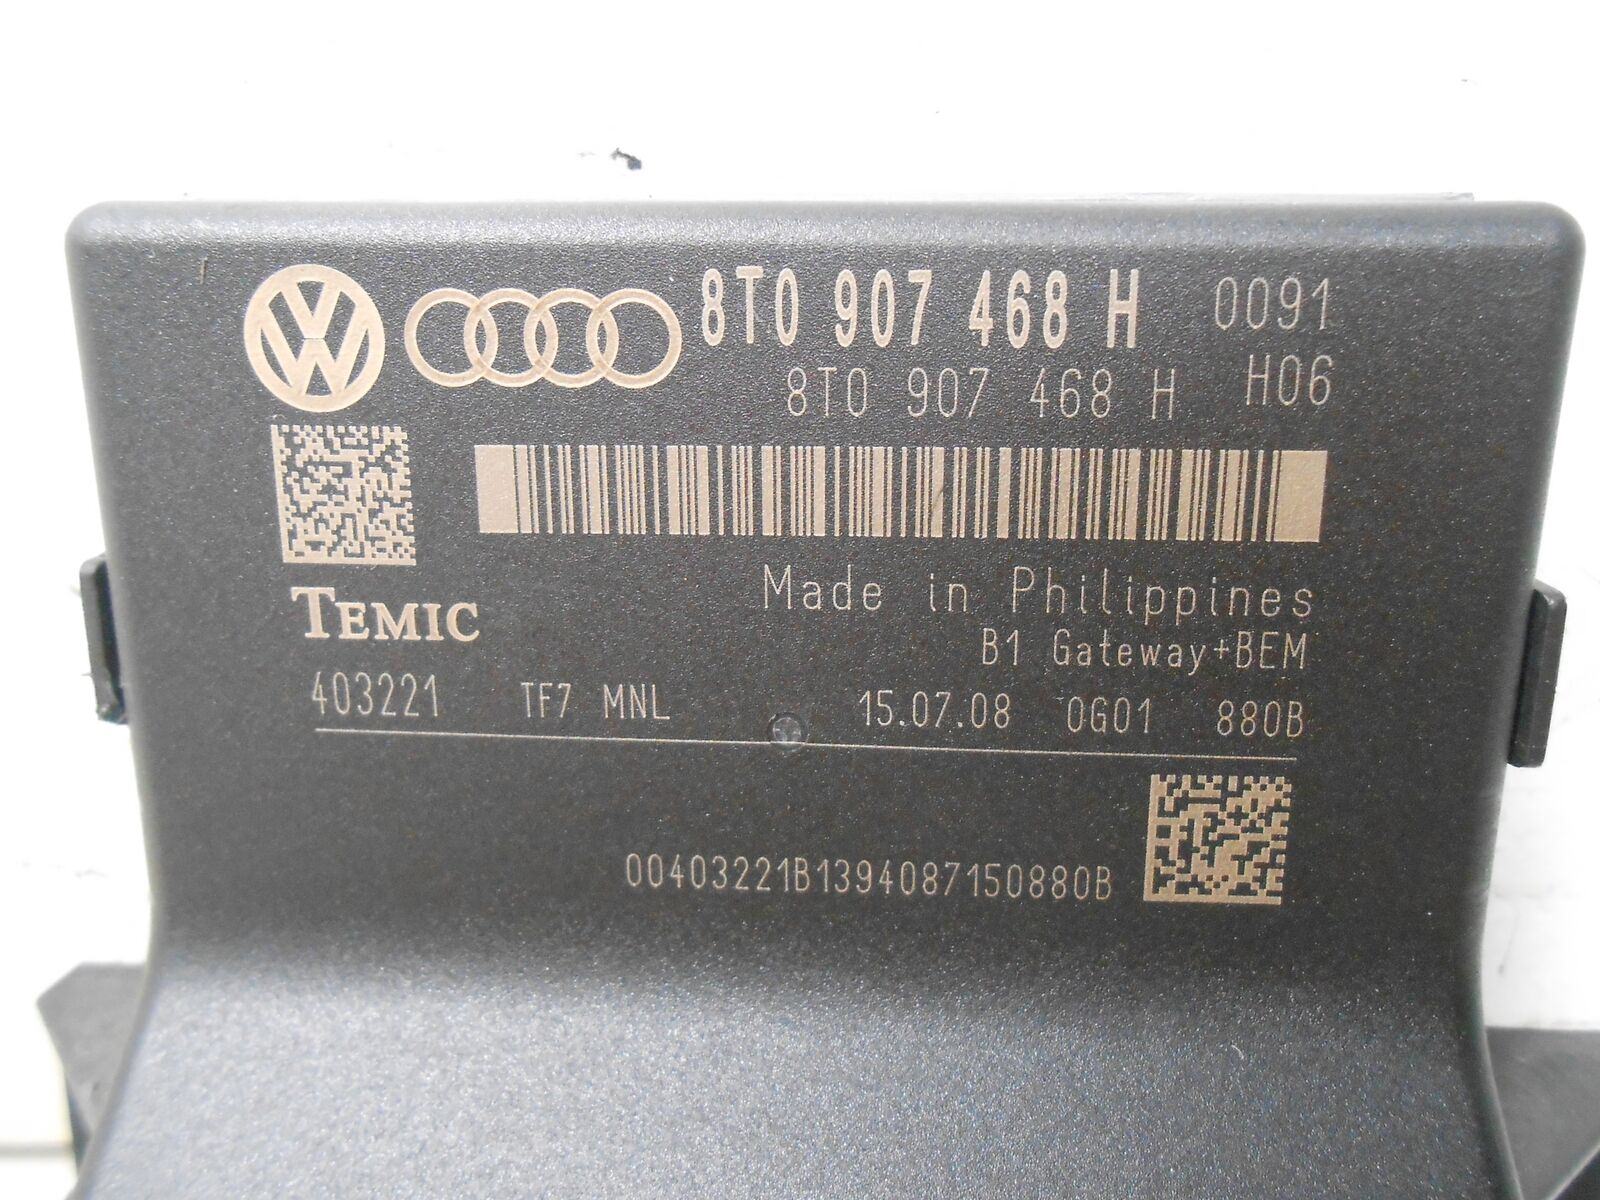 8T0 907 468 H 0091
8T0 907 468 H H06
TEMIC
Made in Philippines
B1 Gateway+BEM
403221 TF7 MNL 15.07.08 0G01 880B
00403221B1394087150880B